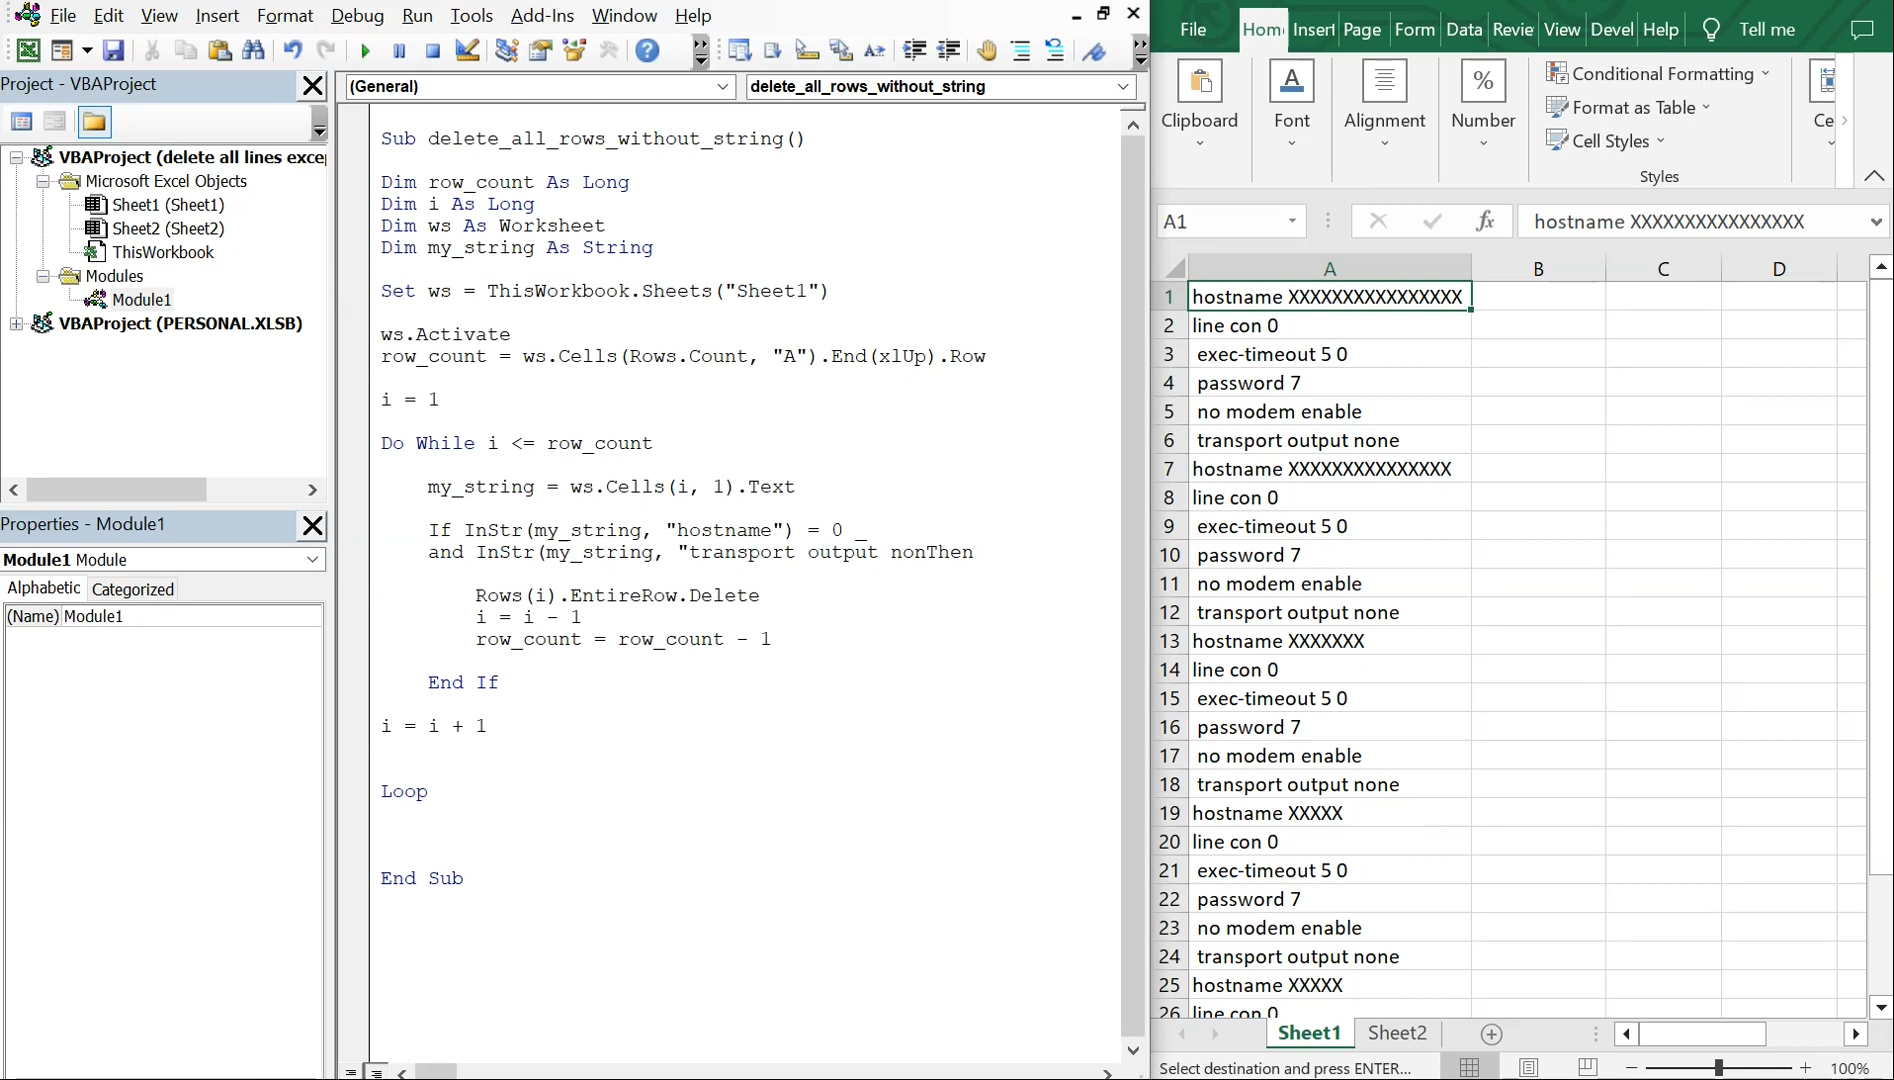 File Edit View Insert Format Debug Run Tools Add-Ins Window Help
Project - VBAProject
VBAProject (delete all lines exce
Microsoft Excel Objects
Sheet1 (Sheet1)
Sheet2 (Sheet2)
ThisWorkbook
Modules
Module1
VBAProject (PERSONAL.XLSB)
Properties - Module1
Module1 Module
Alphabetic Categorized
(Name) Module1
(General) delete_all_rows_without_string
Sub delete_all_rows_without_string()
Dim row_count As Long
Dim i As Long
Dim ws As Worksheet
Dim my_string As String
Set ws = ThisWorkbook.Sheets("Sheet1")
ws.Activate
row_count = ws.Cells(Rows.Count, "A").End(xlUp).Row
i = 1
Do While i <= row_count
my_string = ws.Cells(i, 1).Text
If InStr(my_string, "hostname") = 0 _
and InStr(my_string, "transport output nonThen
Rows(i).EntireRow.Delete
i = i - 1
row_count = row_count - 1
End If
i = i + 1
Loop
End Sub
File Hom Insert Page Form Data Revie View Devel Help Tell me
Clipboard Font Alignment Number Conditional Formatting
Format as Table
Cell Styles
Styles
Ce
A1 fx hostname XXXXXXXXXXXXXXXX
A B C D
1 hostname XXXXXXXXXXXXXXXX
2 line con 0
3 exec-timeout 5 0
4 password 7
5 no modem enable
6 transport output none
7 hostname XXXXXXXXXXXXXXX
8 line con 0
9 exec-timeout 5 0
10 password 7
11 no modem enable
12 transport output none
13 hostname XXXXXXX
14 line con 0
15 exec-timeout 5 0
16 password 7
17 no modem enable
18 transport output none
19 hostname XXXXX
20 line con 0
21 exec-timeout 5 0
22 password 7
23 no modem enable
24 transport output none
25 hostname XXXXX
26 line con 0
Sheet1 Sheet2
Select destination and press ENTER... 100%